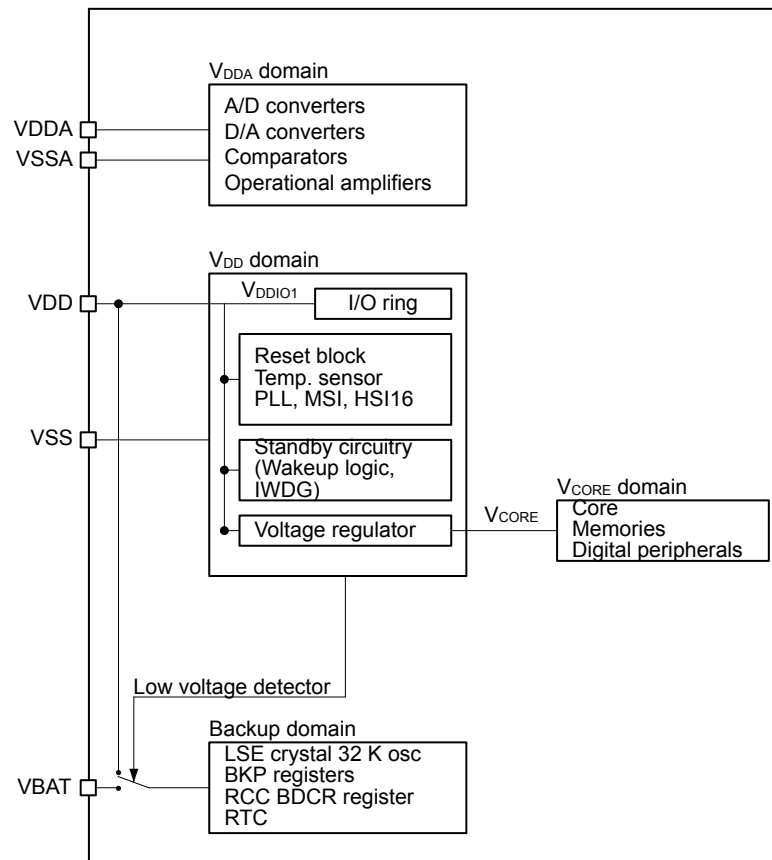 VDDA domain
A/D converters
D/A converters
Comparators
Operational amplifiers
VDDA
VSSA
VDD domain
VDD
VDDIO1
I/O ring
Reset block
Temp. sensor
PLL, MSI, HSI16
VSS
Standby circuitry
(Wakeup logic,
IWDG)
Voltage regulator
VCORE
VCORE domain
Core
Memories
Digital peripherals
Low voltage detector
Backup domain
LSE crystal 32 K osc
BKP registers
RCC BDCR register
RTC
VBAT